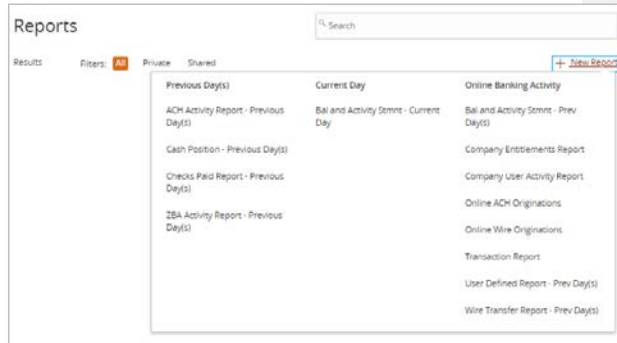 Reports
Search
Results
Filters: All Private Shared
+ New Report
Previous Day(s)
ACH Activity Report - Previous
Day(s)
Cash Position - Previous Day(s)
Checks Paid Report - Previous
Day(s)
ZBA Activity Report - Previous
Day(s)
Current Day
Bal and Activity Stmnt - Current
Day
Online Banking Activity
Bal and Activity Stmnt - Prev
Day(s)
Company Entitlements Report
Company User Activity Report
Online ACH Originations
Online Wire Originations
Transaction Report
User Defined Report - Prev Day(s)
Wire Transfer Report - Prev Day(s)